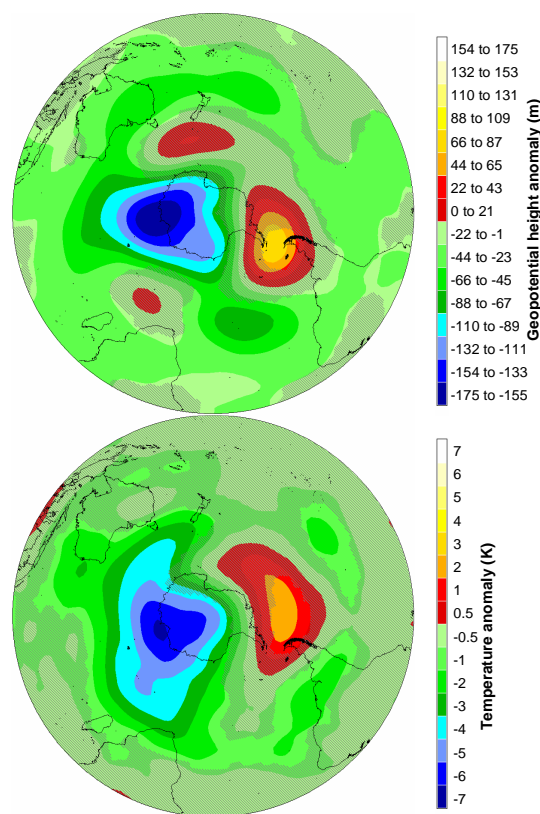 154 to 175
132 to 153
110 to 131
88 to 109
66 to 87
44 to 65
22 to 43
0 to 21
-22 to -1
-44 to -23
-66 to -45
-88 to -67
-110 to -89
-132 to -111
-154 to -133
-175 to -155
Geopotential height anomaly (m)
7
6
5
4
3
2
1
0.5
-0.5
-1
-2
-3
-4
-5
-6
-7
Temperature anomaly (K)